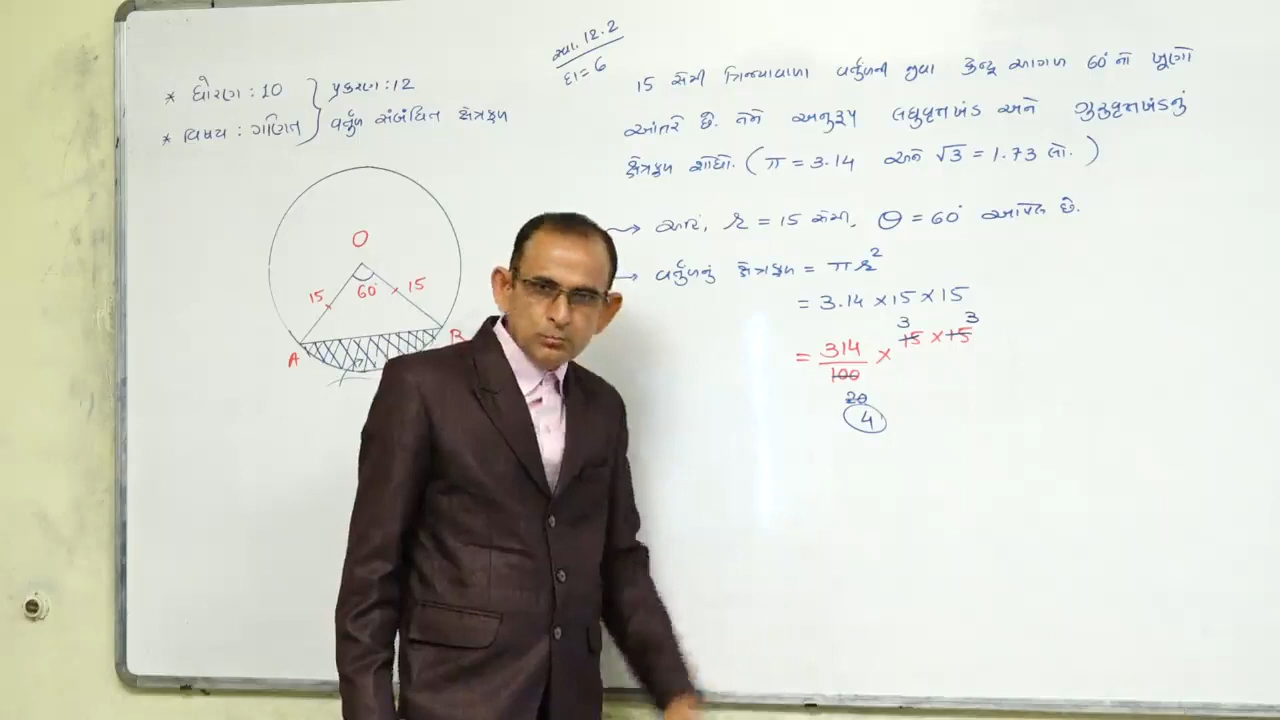 * ધોરણ : 10
* વિષય : ગણિત
પ્રકરણ : 12
વર્તુળ સંબંધિત ક્ષેત્રફળ
સ્વા. 12.2
દા = 6
15 સેમી ત્રિજ્યાવાળા વર્તુળની જીવા કેન્દ્ર આગળ 60° નો ખૂણો
આંતરે છે. તેને અનુરૂપ લઘુવૃત્તખંડ અને ગુરુવૃત્તખંડનું
ક્ષેત્રફળ શોધો. (π = 3.14 અને √3 = 1.73 લો.)
O
15 60° 15
A B
→ અહીં, r = 15 સેમી, θ = 60° આપેલ છે.
→ વર્તુળનું ક્ષેત્રફળ = πr²
= 3.14 × 15 × 15
3 3
= 314/100 × 15 × 15
20
4